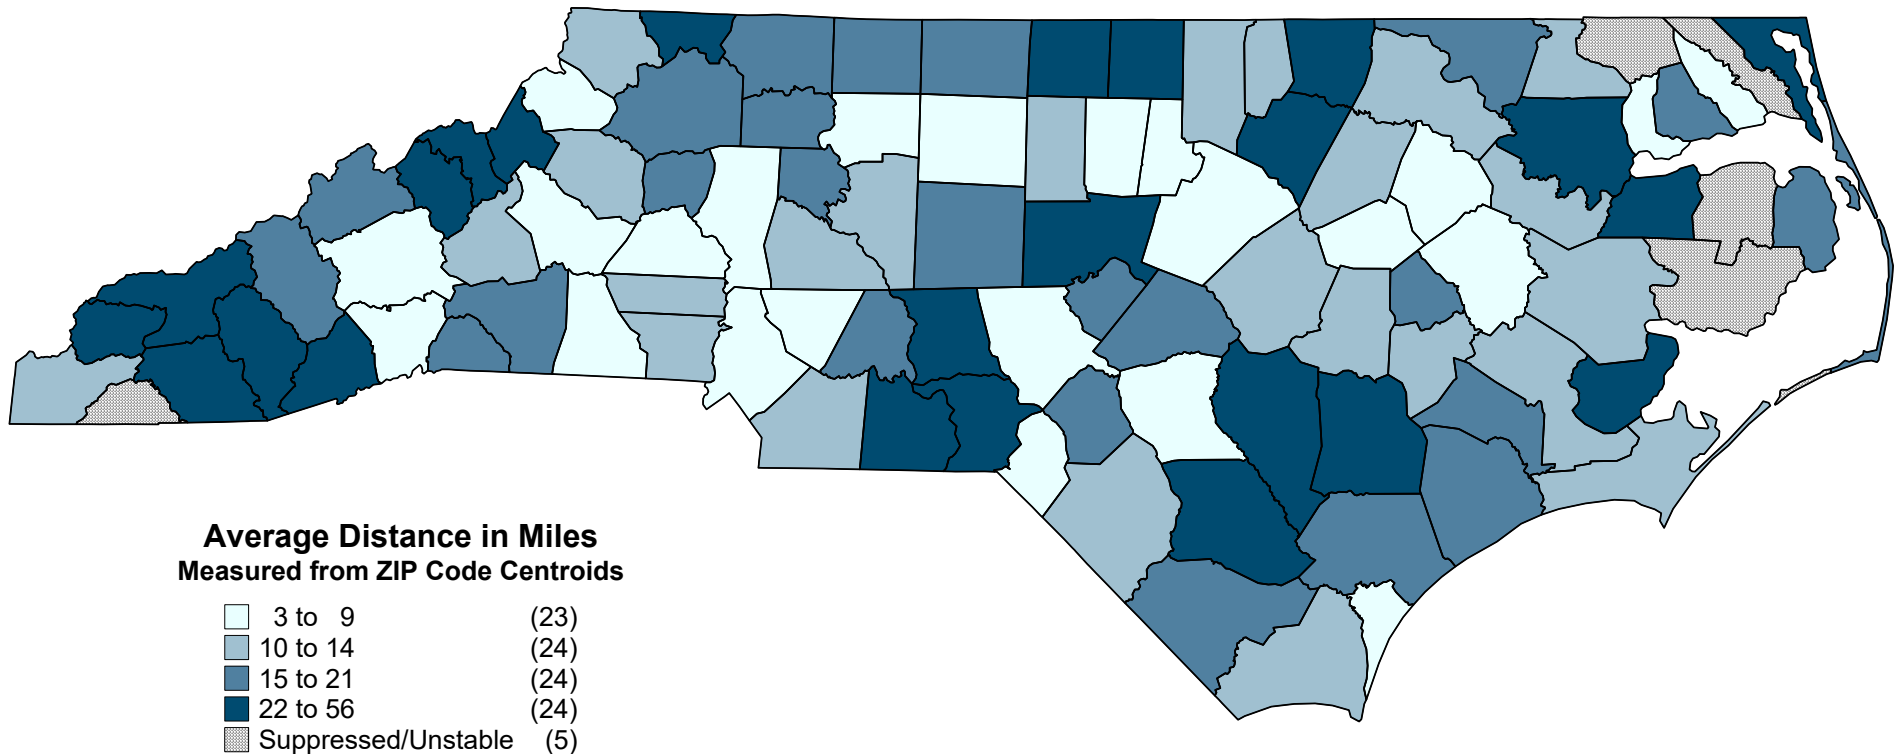 Average Distance in Miles
Measured from ZIP Code Centroids
3 to 9 (23)
10 to 14 (24)
15 to 21 (24)
22 to 56 (24)
Suppressed/Unstable (5)